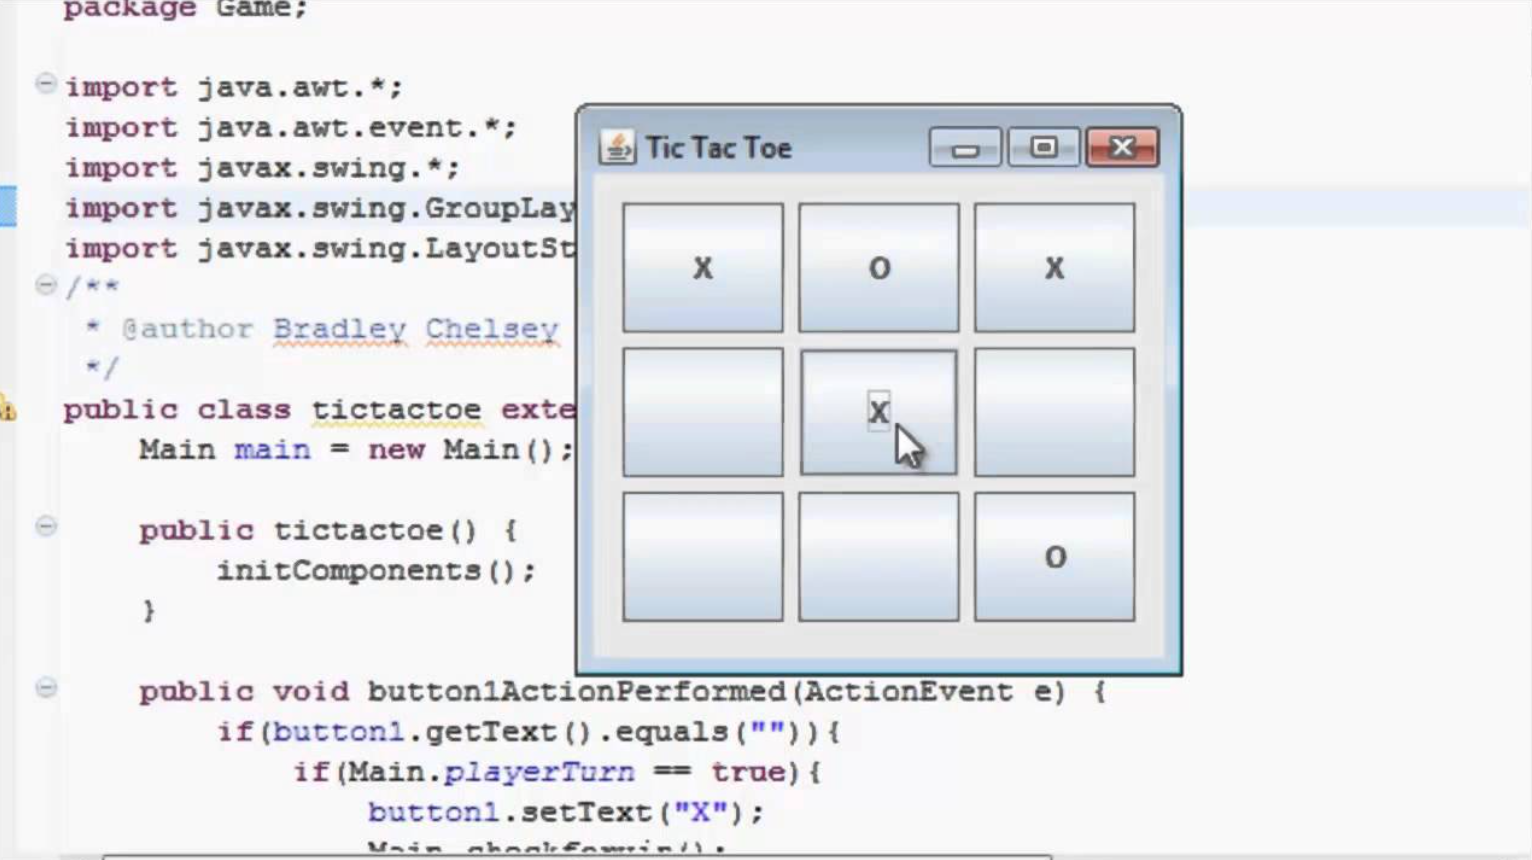 package Game;
import java.awt.*;
import java.awt.event.*;
import javax.swing.*;
import javax.swing.GroupLay
import javax.swing.LayoutSt
/**
* @author Bradley Chelsey
*/
public class tictactoe exte
Main main = new Main();
public tictactoe() {
initComponents();
}
public void button1ActionPerformed(ActionEvent e) {
if(button1.getText().equals("")){
if(Main.playerTurn == true){
button1.setText("X");
Main.checkforwin();
Tic Tac Toe
X O X
X
O